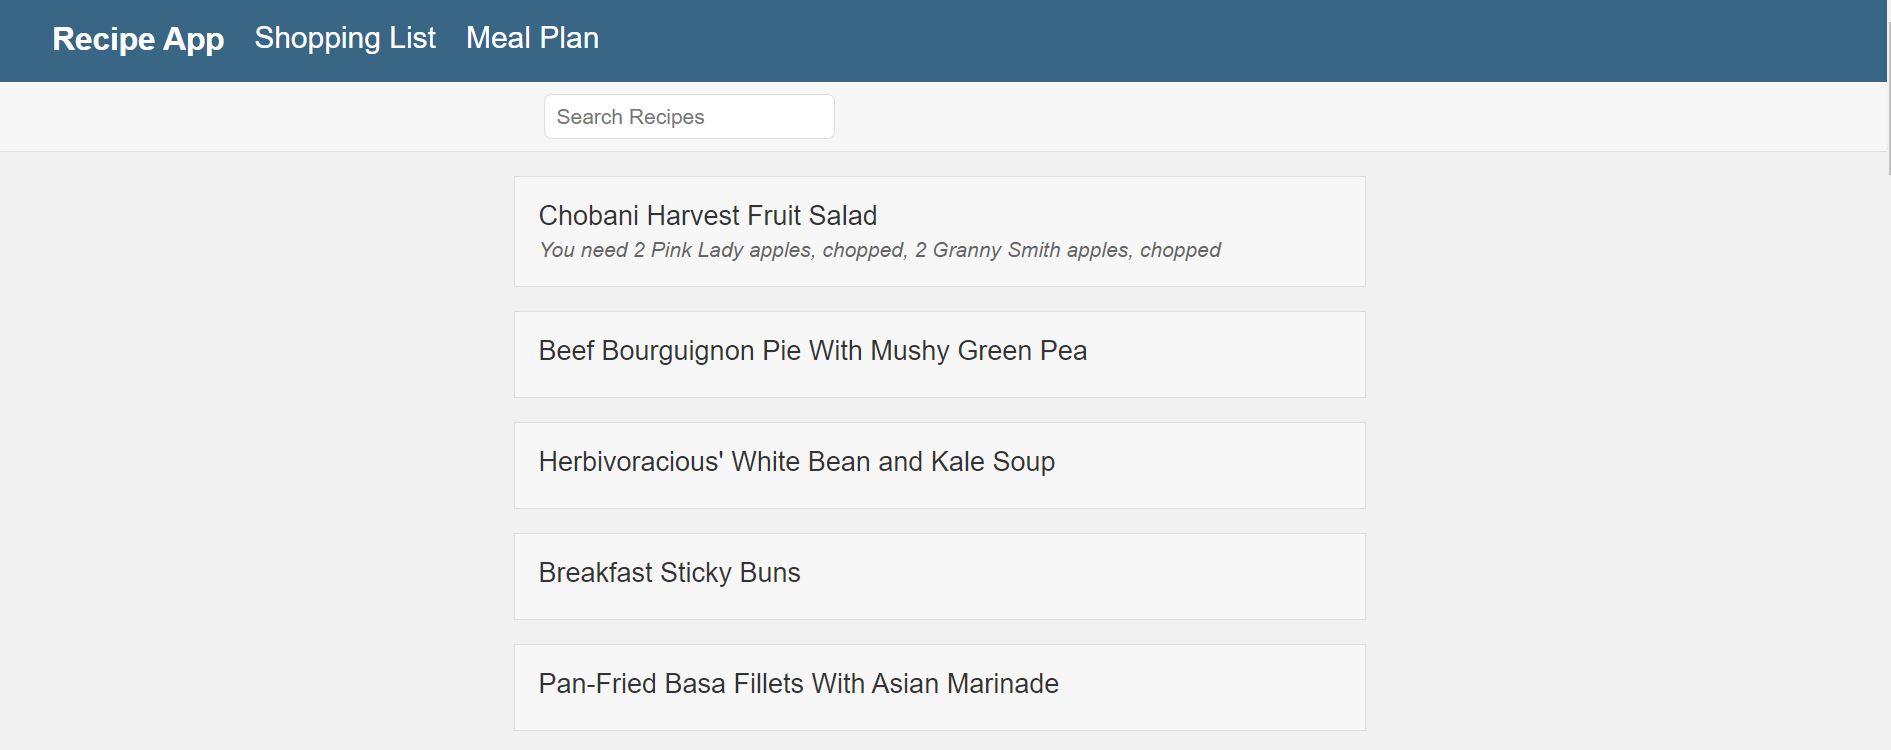 Recipe App Shopping List Meal Plan
Search Recipes
Chobani Harvest Fruit Salad
You need 2 Pink Lady apples, chopped, 2 Granny Smith apples, chopped
Beef Bourguignon Pie With Mushy Green Pea
Herbivoracious' White Bean and Kale Soup
Breakfast Sticky Buns
Pan-Fried Basa Fillets With Asian Marinade